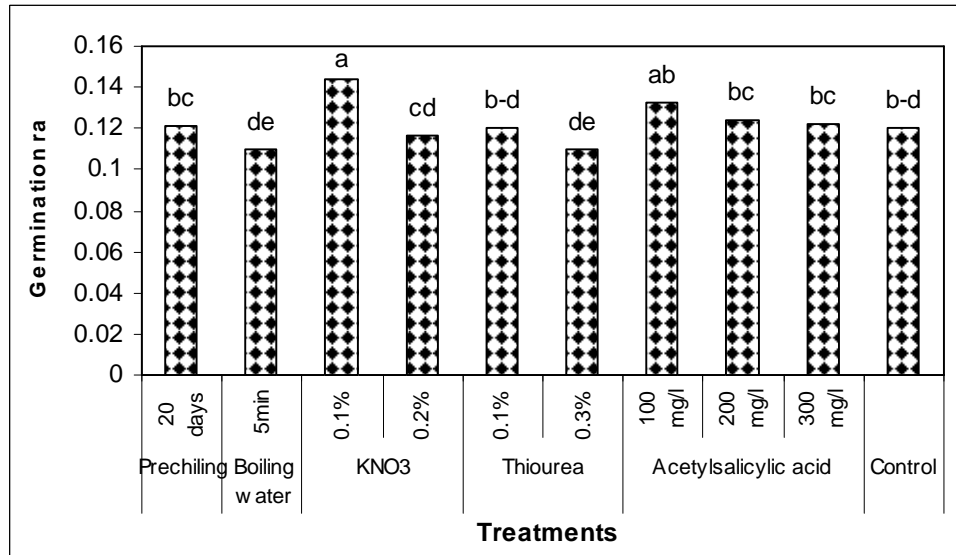 0.16
0.14
0.12
0.1
0.08
0.06
0.04
0.02
0
Germination ra
bc
de
a
cd
b-d
de
ab
bc
bc
b-d
20 days
5min
0.1%
0.2%
0.1%
0.3%
100 mg/l
200 mg/l
300 mg/l
Prechiling
Boiling water
KNO3
Thiourea
Acetylsalicylic acid
Control
Treatments